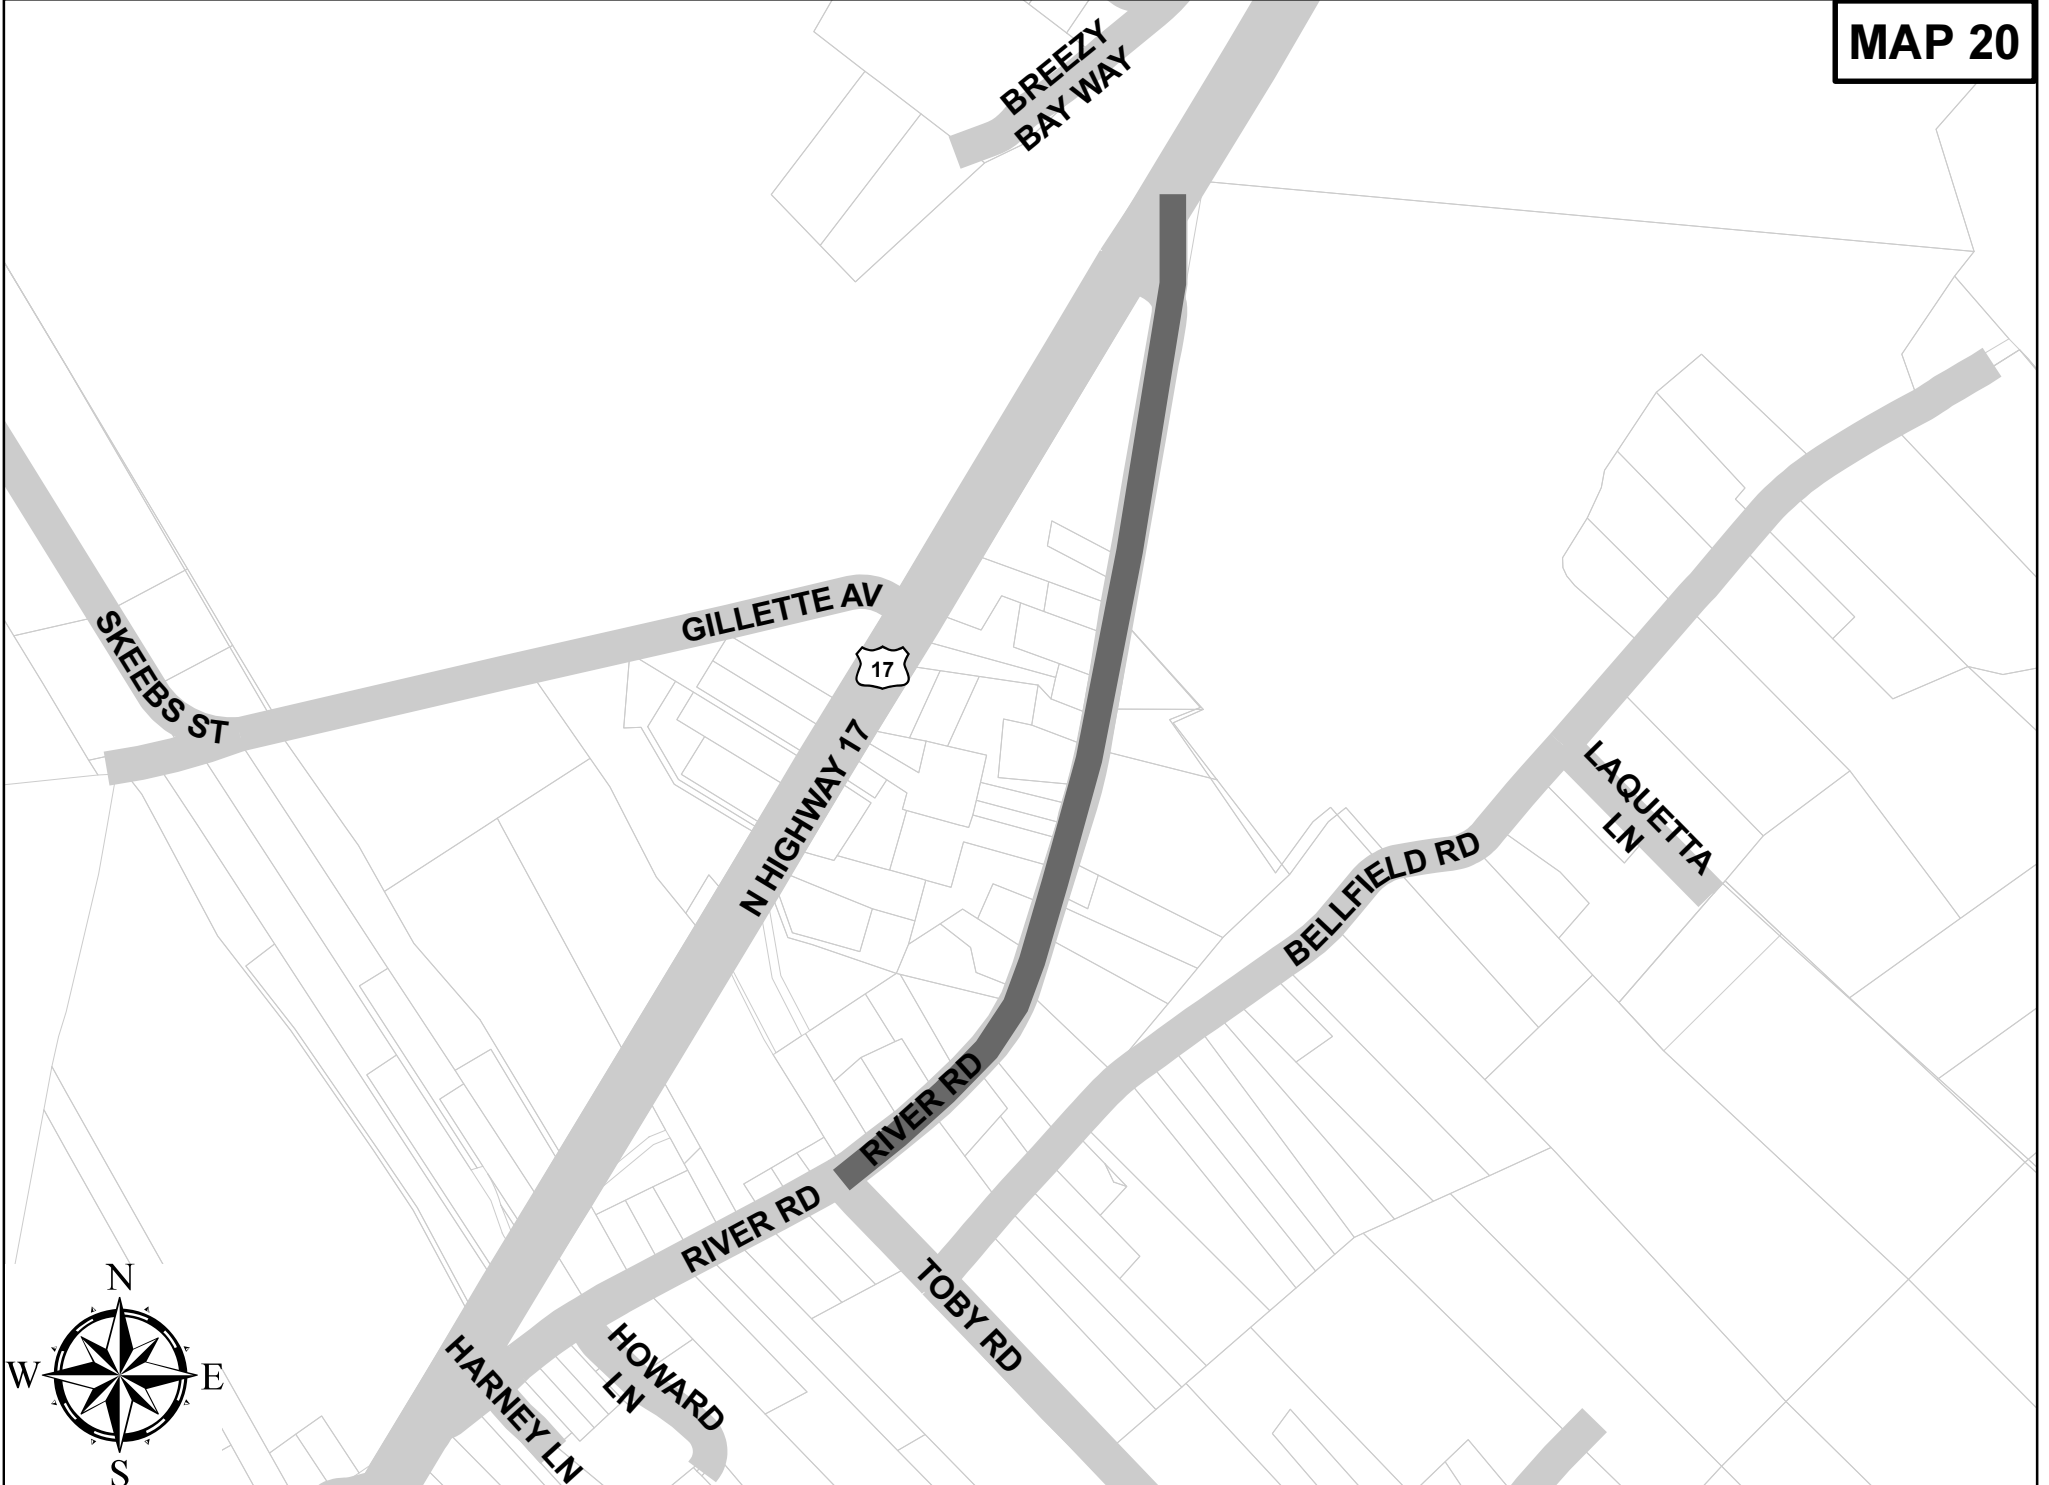 MAP 20
BREEZY
BAY WAY
GILLETTE AV
SKEEBS ST
17
N HIGHWAY 17
LAQUETTA
LN
BELLFIELD RD
RIVER RD
RIVER RD
TOBY RD
HOWARD
LN
HARNEY LN
N
W E
S